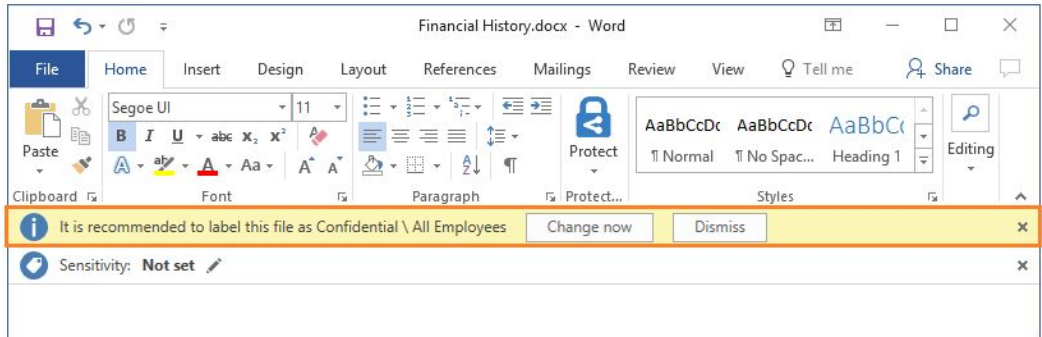 Financial History.docx - Word
File Home Insert Design Layout References Mailings Review View Tell me Share
Segoe UI 11
B I U abc X₂ X² A
A aby A Aa A A
Paste
Protect
AaBbCcDc AaBbCcDc AaBbC
¶ Normal ¶ No Spac... Heading 1
Editing
Clipboard Font Paragraph Protect... Styles
It is recommended to label this file as Confidential \ All Employees Change now Dismiss
Sensitivity: Not set